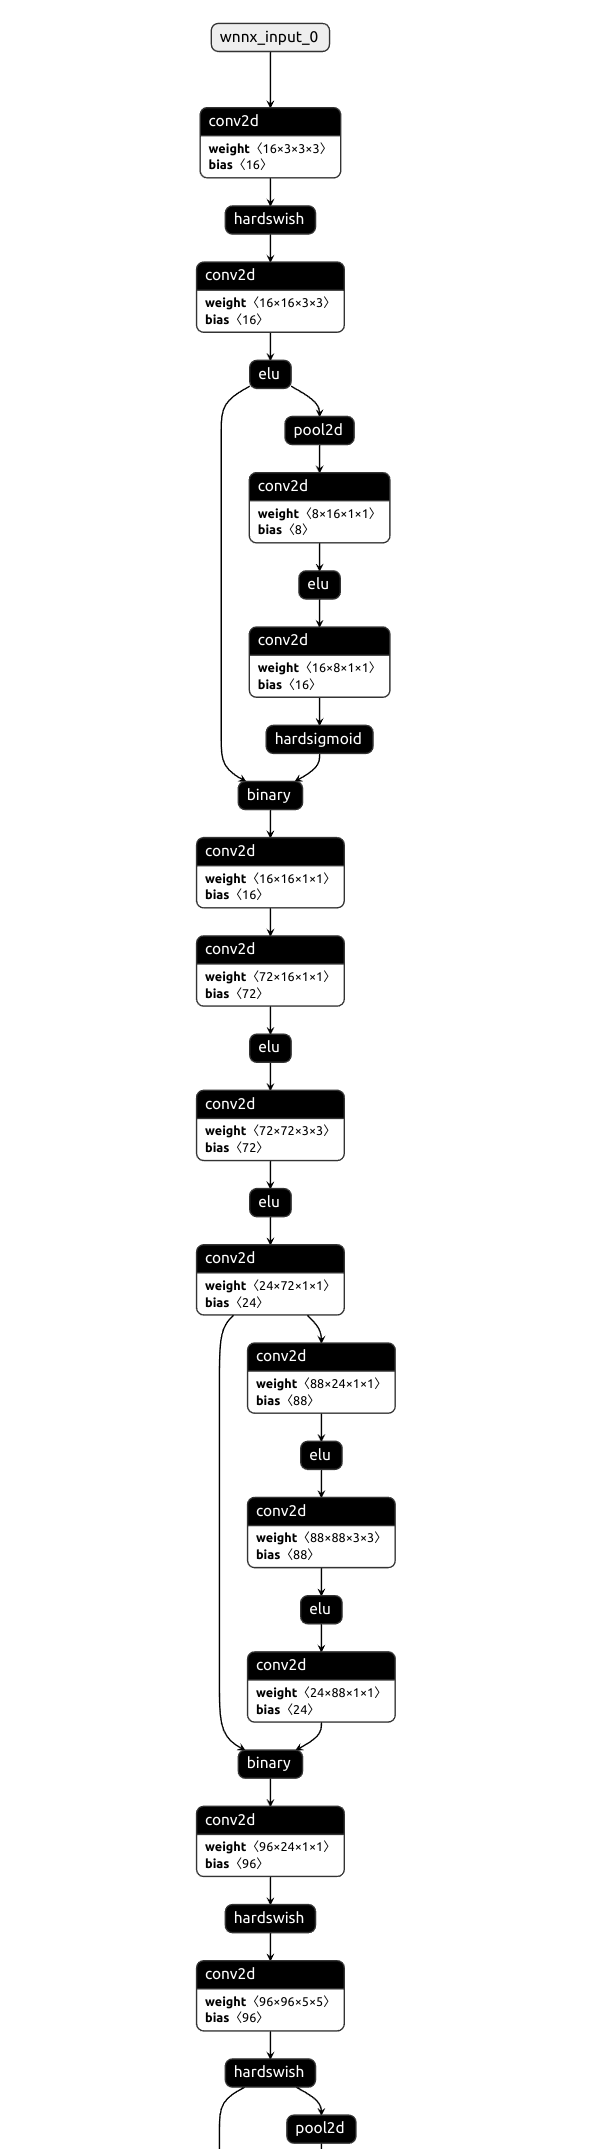 wnnx_input_0
conv2d
weight〈16×3×3×3〉
bias〈16〉
hardswish
conv2d
weight〈16×16×3×3〉
bias〈16〉
elu
pool2d
conv2d
weight〈8×16×1×1〉
bias〈8〉
elu
conv2d
weight〈16×8×1×1〉
bias〈16〉
hardsigmoid
binary
conv2d
weight〈16×16×1×1〉
bias〈16〉
conv2d
weight〈72×16×1×1〉
bias〈72〉
elu
conv2d
weight〈72×72×3×3〉
bias〈72〉
elu
conv2d
weight〈24×72×1×1〉
bias〈24〉
conv2d
weight〈88×24×1×1〉
bias〈88〉
elu
conv2d
weight〈88×88×3×3〉
bias〈88〉
elu
conv2d
weight〈24×88×1×1〉
bias〈24〉
binary
conv2d
weight〈96×24×1×1〉
bias〈96〉
hardswish
conv2d
weight〈96×96×5×5〉
bias〈96〉
hardswish
pool2d